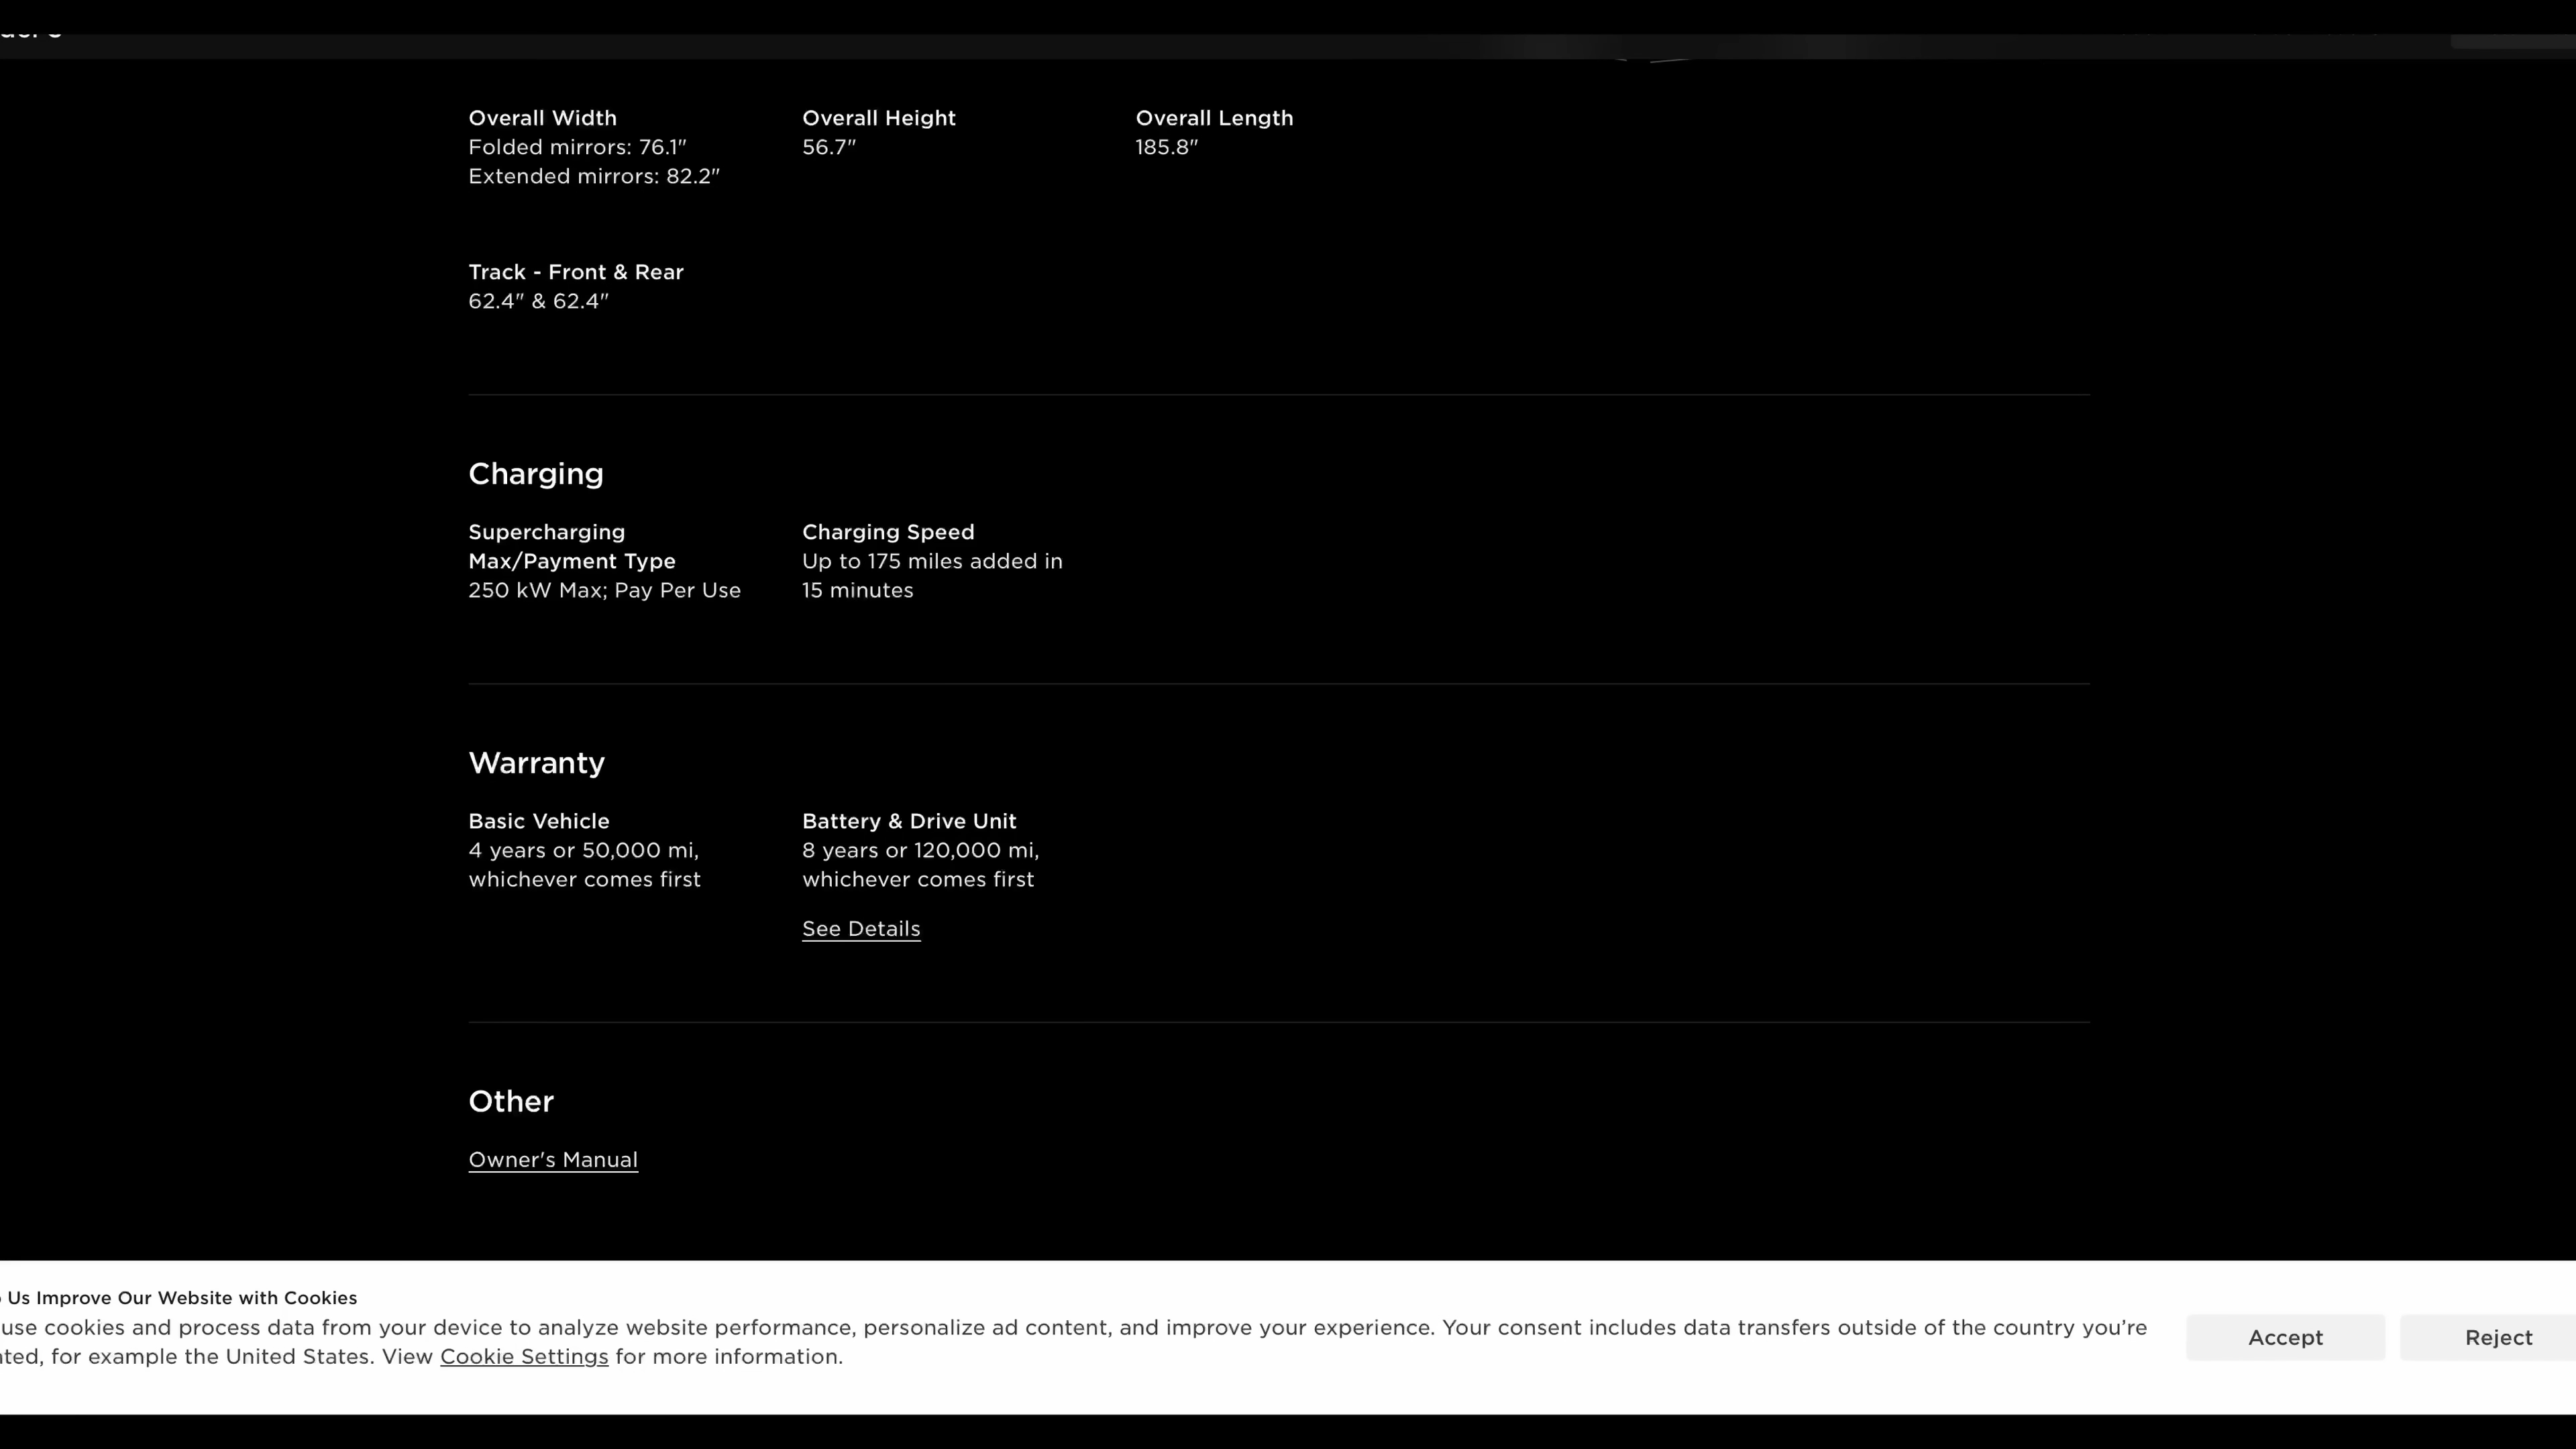 Overall Width
Folded mirrors: 76.1"
Extended mirrors: 82.2"
Overall Height
56.7"
Overall Length
185.8"
Track - Front & Rear
62.4" & 62.4"
Charging
Supercharging
Max/Payment Type
250 kW Max; Pay Per Use
Charging Speed
Up to 175 miles added in
15 minutes
Warranty
Basic Vehicle
4 years or 50,000 mi,
whichever comes first
Battery & Drive Unit
8 years or 120,000 mi,
whichever comes first
See Details
Other
Owner's Manual
Us Improve Our Website with Cookies
use cookies and process data from your device to analyze website performance, personalize ad content, and improve your experience. Your consent includes data transfers outside of the country you’re
for example the United States. View Cookie Settings for more information.
Accept
Reject